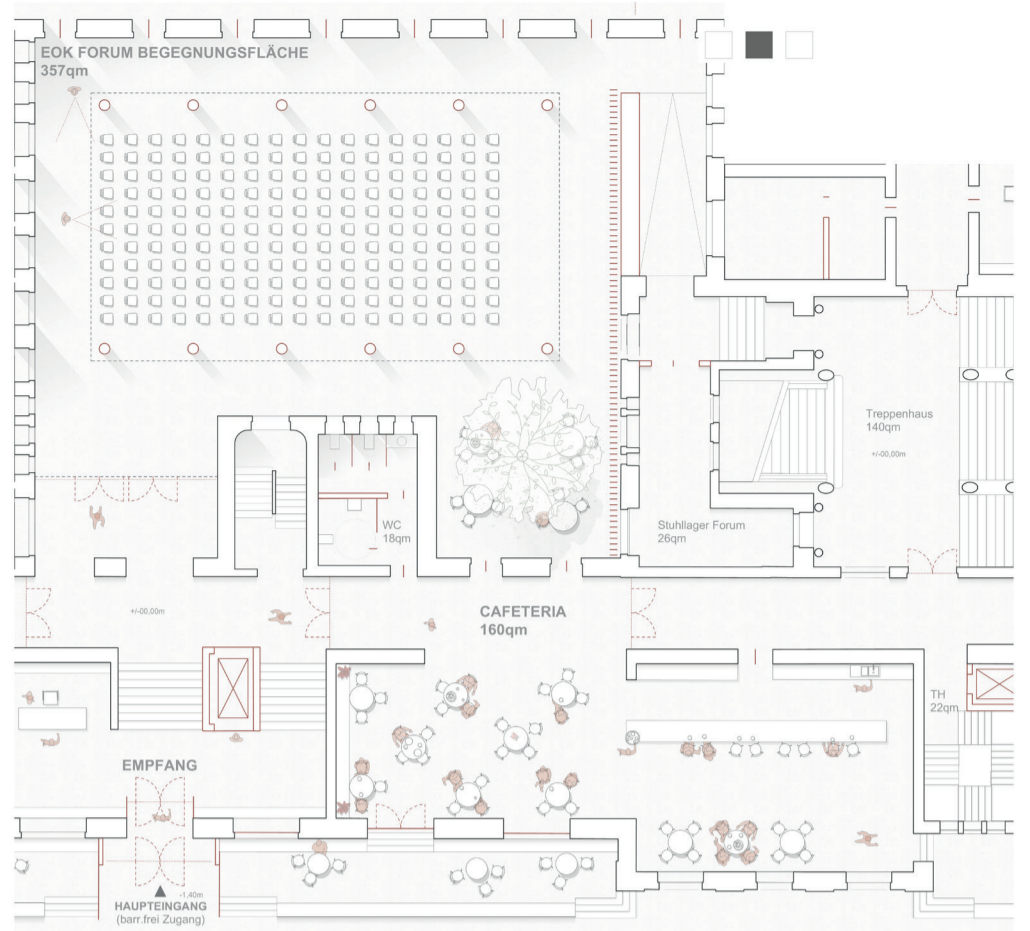 EOK FORUM BEGEGNUNGSFLÄCHE
357qm
Treppenhaus
140qm
+/-00,00m
WC
18qm
Stuhllager Forum
26qm
+/-00,00m
CAFETERIA
160qm
TH
22qm
EMPFANG
-1,40m
HAUPTEINGANG
(barr.frei Zugang)